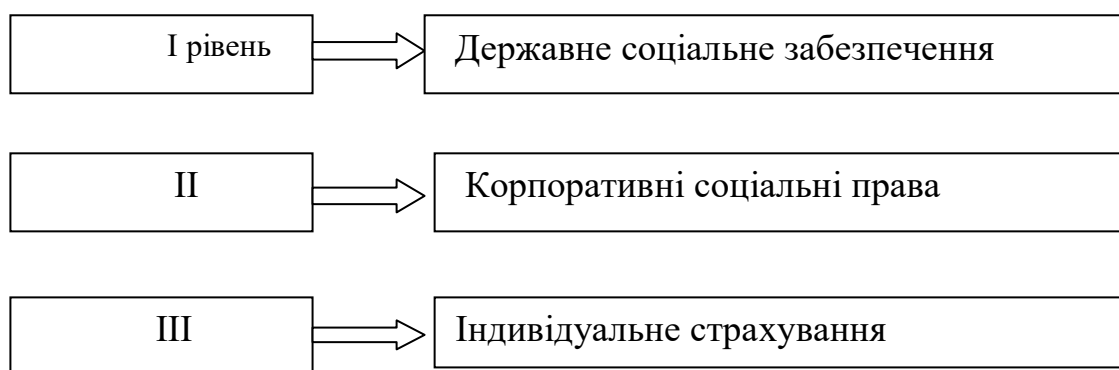 І рівень
Державне соціальне забезпечення
ІІ
Корпоративні соціальні права
ІІІ
Індивідуальне страхування